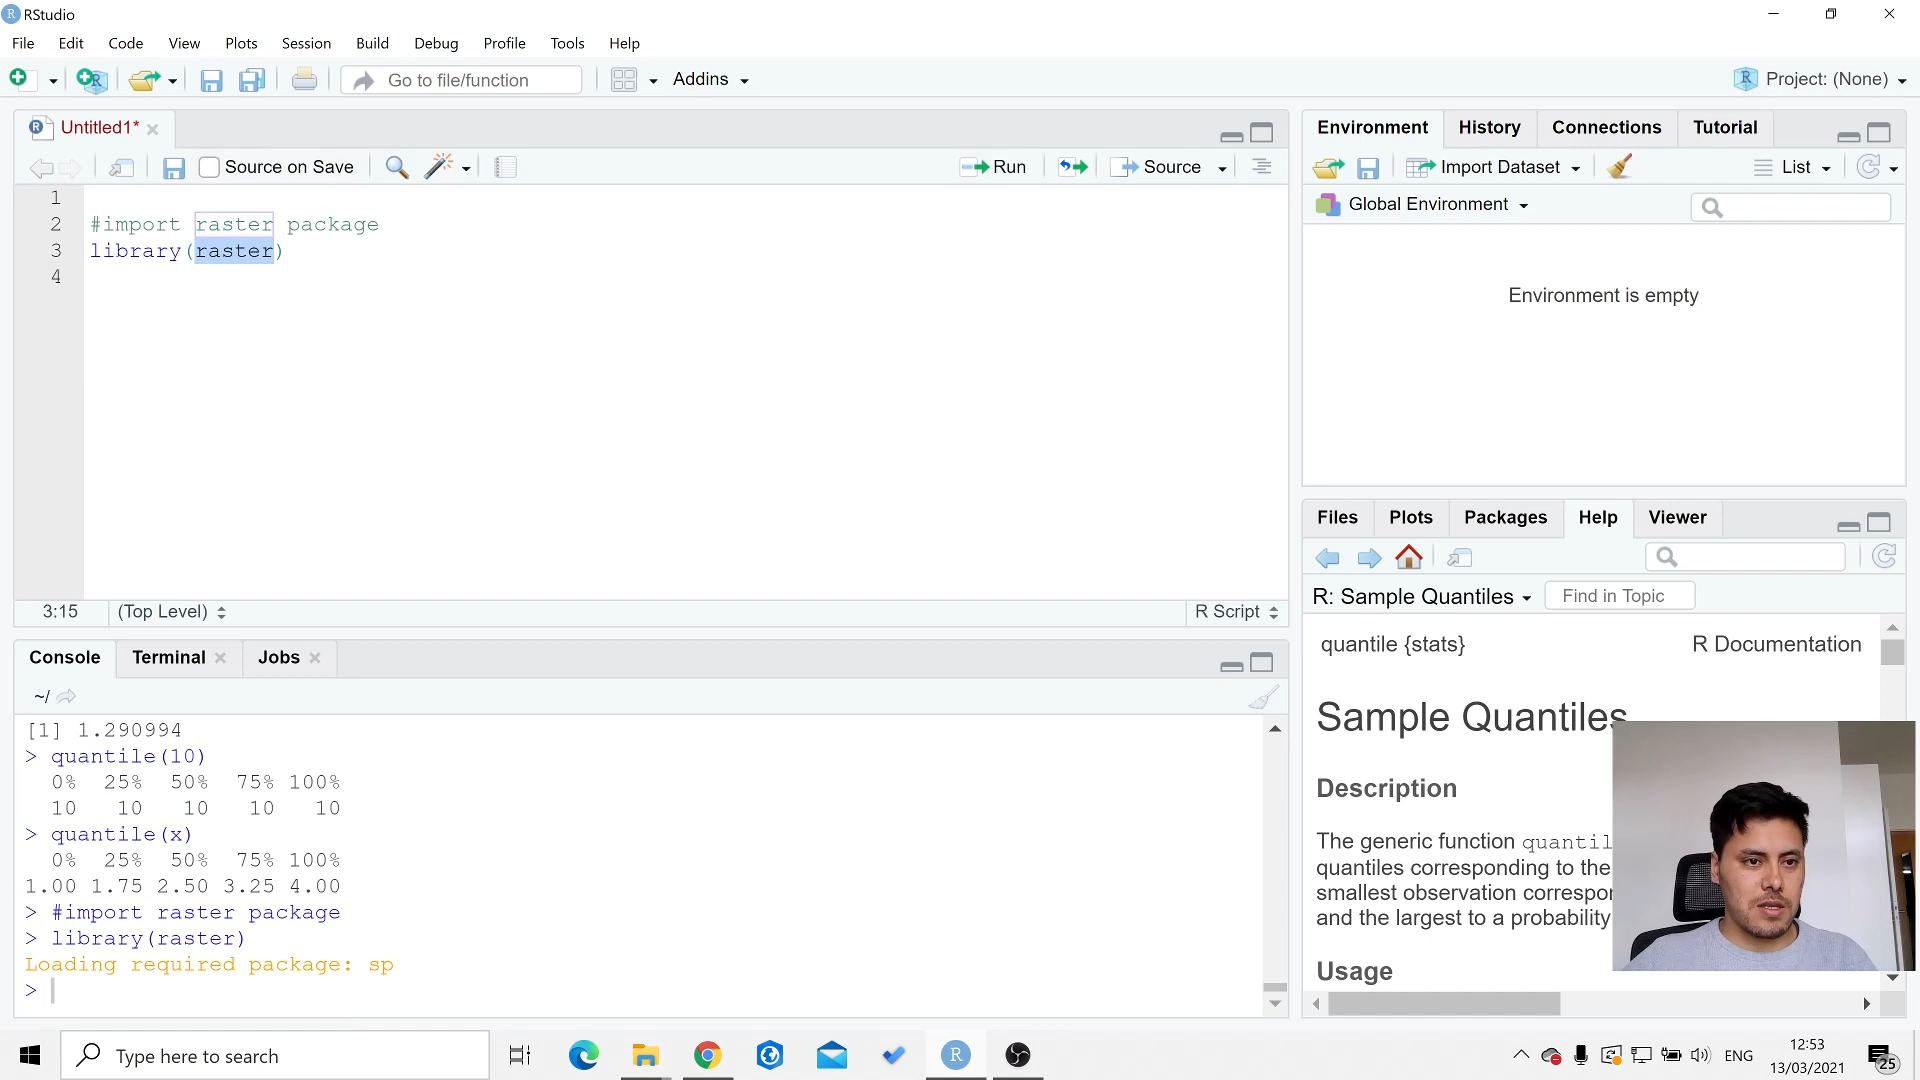 RStudio
File Edit Code View Plots Session Build Debug Profile Tools Help
Go to file/function Addins Project: (None)
Untitled1*
Source on Save Run Source
1
2 #import raster package
3 library(raster)
4
3:15 (Top Level) R Script
Console Terminal Jobs
~/
[1] 1.290994
> quantile(10)
0% 25% 50% 75% 100%
10 10 10 10 10
> quantile(x)
0% 25% 50% 75% 100%
1.00 1.75 2.50 3.25 4.00
> #import raster package
> library(raster)
Loading required package: sp
>
Environment History Connections Tutorial
Import Dataset List
Global Environment
Environment is empty
Files Plots Packages Help Viewer
R: Sample Quantiles Find in Topic
quantile {stats} R Documentation
Sample Quantiles
Description
The generic function quantil
quantiles corresponding to the
smallest observation correspon
and the largest to a probability
Usage
Type here to search
ENG
12:53
13/03/2021
25